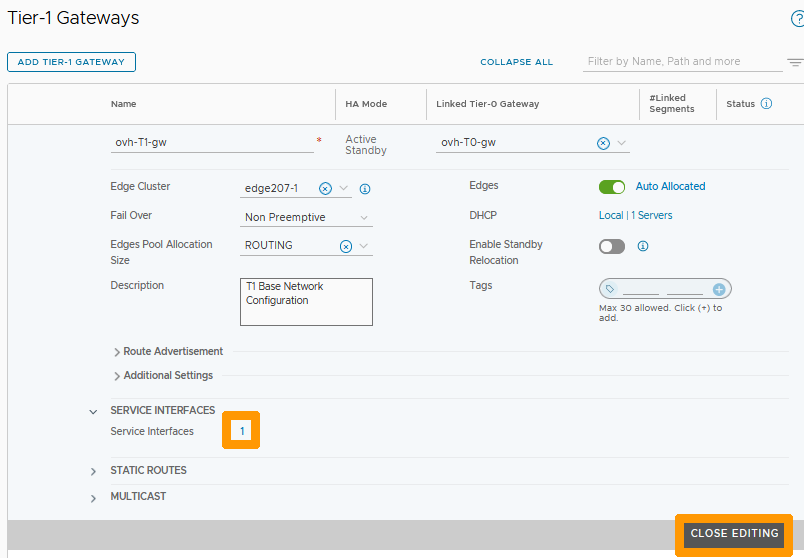 Tier-1 Gateways
ADD TIER-1 GATEWAY
COLLAPSE ALL
Filter by Name, Path and more
Name
HA Mode
Linked Tier-0 Gateway
#Linked
Segments
Status
ovh-T1-gw *
Active
Standby
ovh-T0-gw
Edge Cluster
edge207-1
Edges
Auto Allocated
Fail Over
Non Preemptive
DHCP
Local | 1 Servers
Edges Pool Allocation
Size
ROUTING
Enable Standby
Relocation
Description
T1 Base Network
Configuration
Tags
Max 30 allowed. Click (+) to
add.
Route Advertisement
Additional Settings
SERVICE INTERFACES
Service Interfaces
1
STATIC ROUTES
MULTICAST
CLOSE EDITING